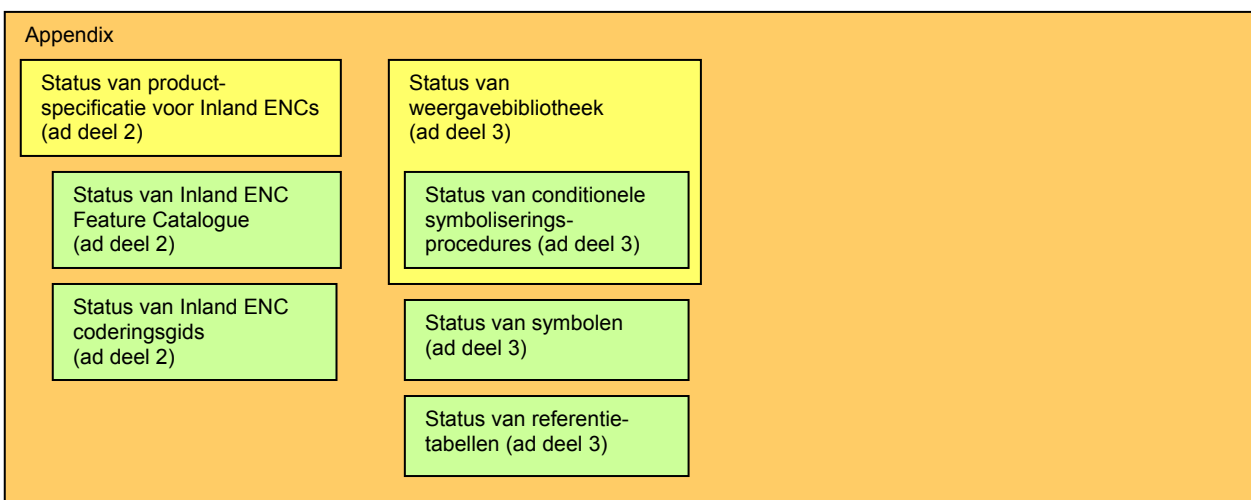 Appendix
Status van product-
specificatie voor Inland ENCs
(ad deel 2)
Status van Inland ENC
Feature Catalogue
(ad deel 2)
Status van Inland ENC
coderingsgids
(ad deel 2)
Status van
weergavebibliotheek
(ad deel 3)
Status van conditionele
symboliserings-
procedures (ad deel 3)
Status van symbolen
(ad deel 3)
Status van referentie-
tabellen (ad deel 3)